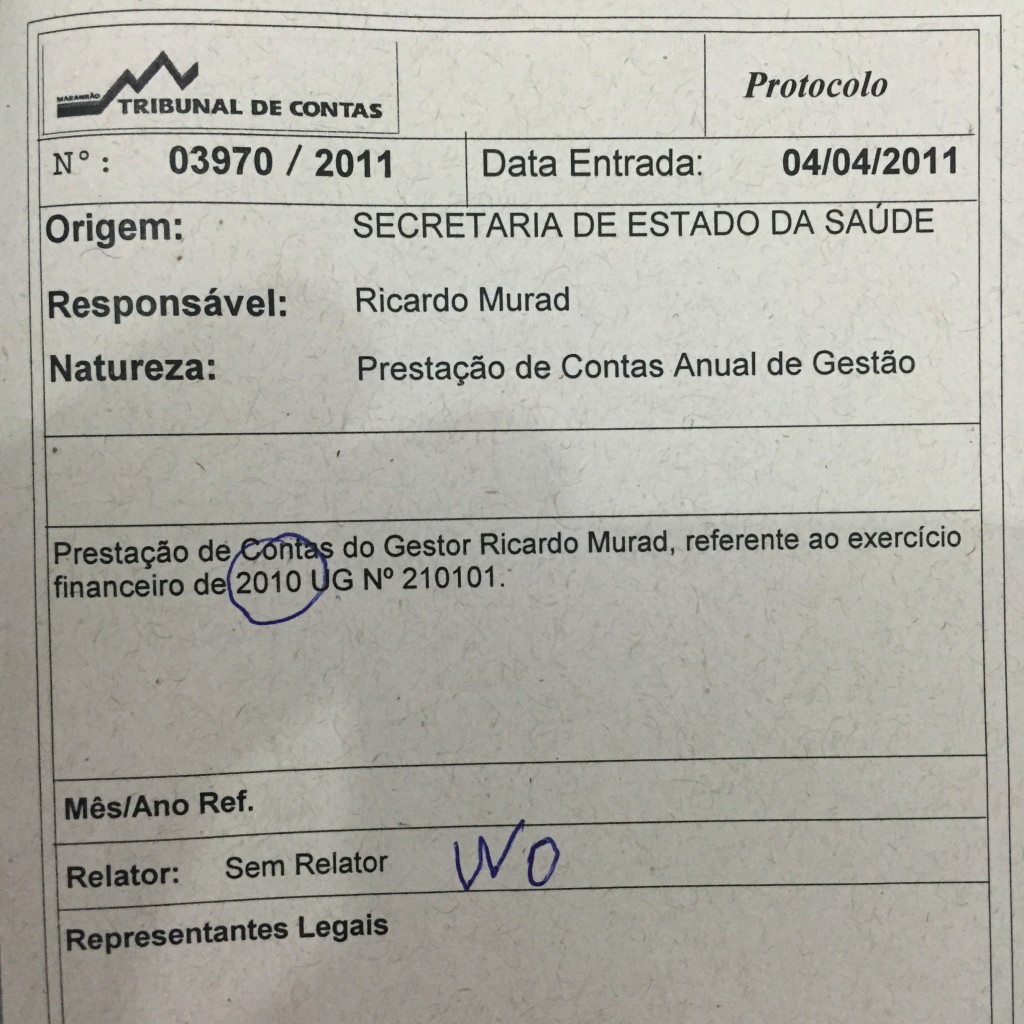 MARANHÃO
TRIBUNAL DE CONTAS
Protocolo
Nº: 03970 / 2011 Data Entrada: 04/04/2011
Origem: SECRETARIA DE ESTADO DA SAÚDE
Responsável: Ricardo Murad
Natureza: Prestação de Contas Anual de Gestão
Prestação de Contas do Gestor Ricardo Murad, referente ao exercício
financeiro de 2010 UG Nº 210101.
Mês/Ano Ref.
Relator: Sem Relator WO
Representantes Legais